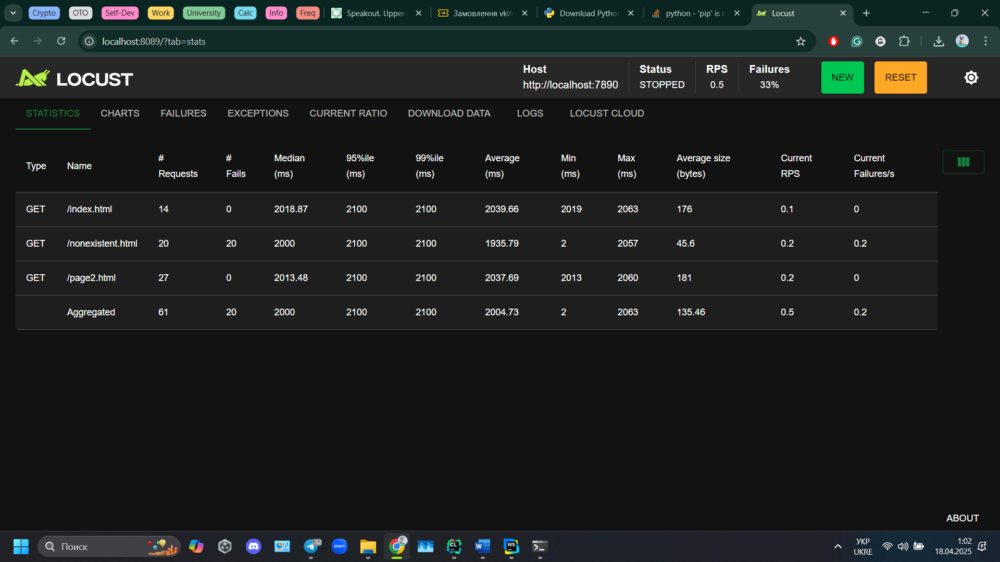 Crypto OTO Self-Dev Work University Calc Info Freq Speakout. Upper- Замовлення vkin Download Python python - 'pip' is n Locust
localhost:8089/?tab=stats
LOCUST
Host
http://localhost:7890
Status
STOPPED
RPS
0.5
Failures
33%
NEW
RESET
STATISTICS CHARTS FAILURES EXCEPTIONS CURRENT RATIO DOWNLOAD DATA LOGS LOCUST CLOUD
Type Name # Requests # Fails Median (ms) 95%ile (ms) 99%ile (ms) Average (ms) Min (ms) Max (ms) Average size (bytes) Current RPS Current Failures/s
GET /index.html 14 0 2018.87 2100 2100 2039.66 2019 2063 176 0.1 0
GET /nonexistent.html 20 20 2000 2100 2100 1935.79 2 2057 45.6 0.2 0.2
GET /page2.html 27 0 2013.48 2100 2100 2037.69 2013 2060 181 0.2 0
Aggregated 61 20 2000 2100 2100 2004.73 2 2063 135.46 0.5 0.2
ABOUT
Поиск
.52
zoom
CL
W
WS
УКР
UKRE
1:02
18.04.2025